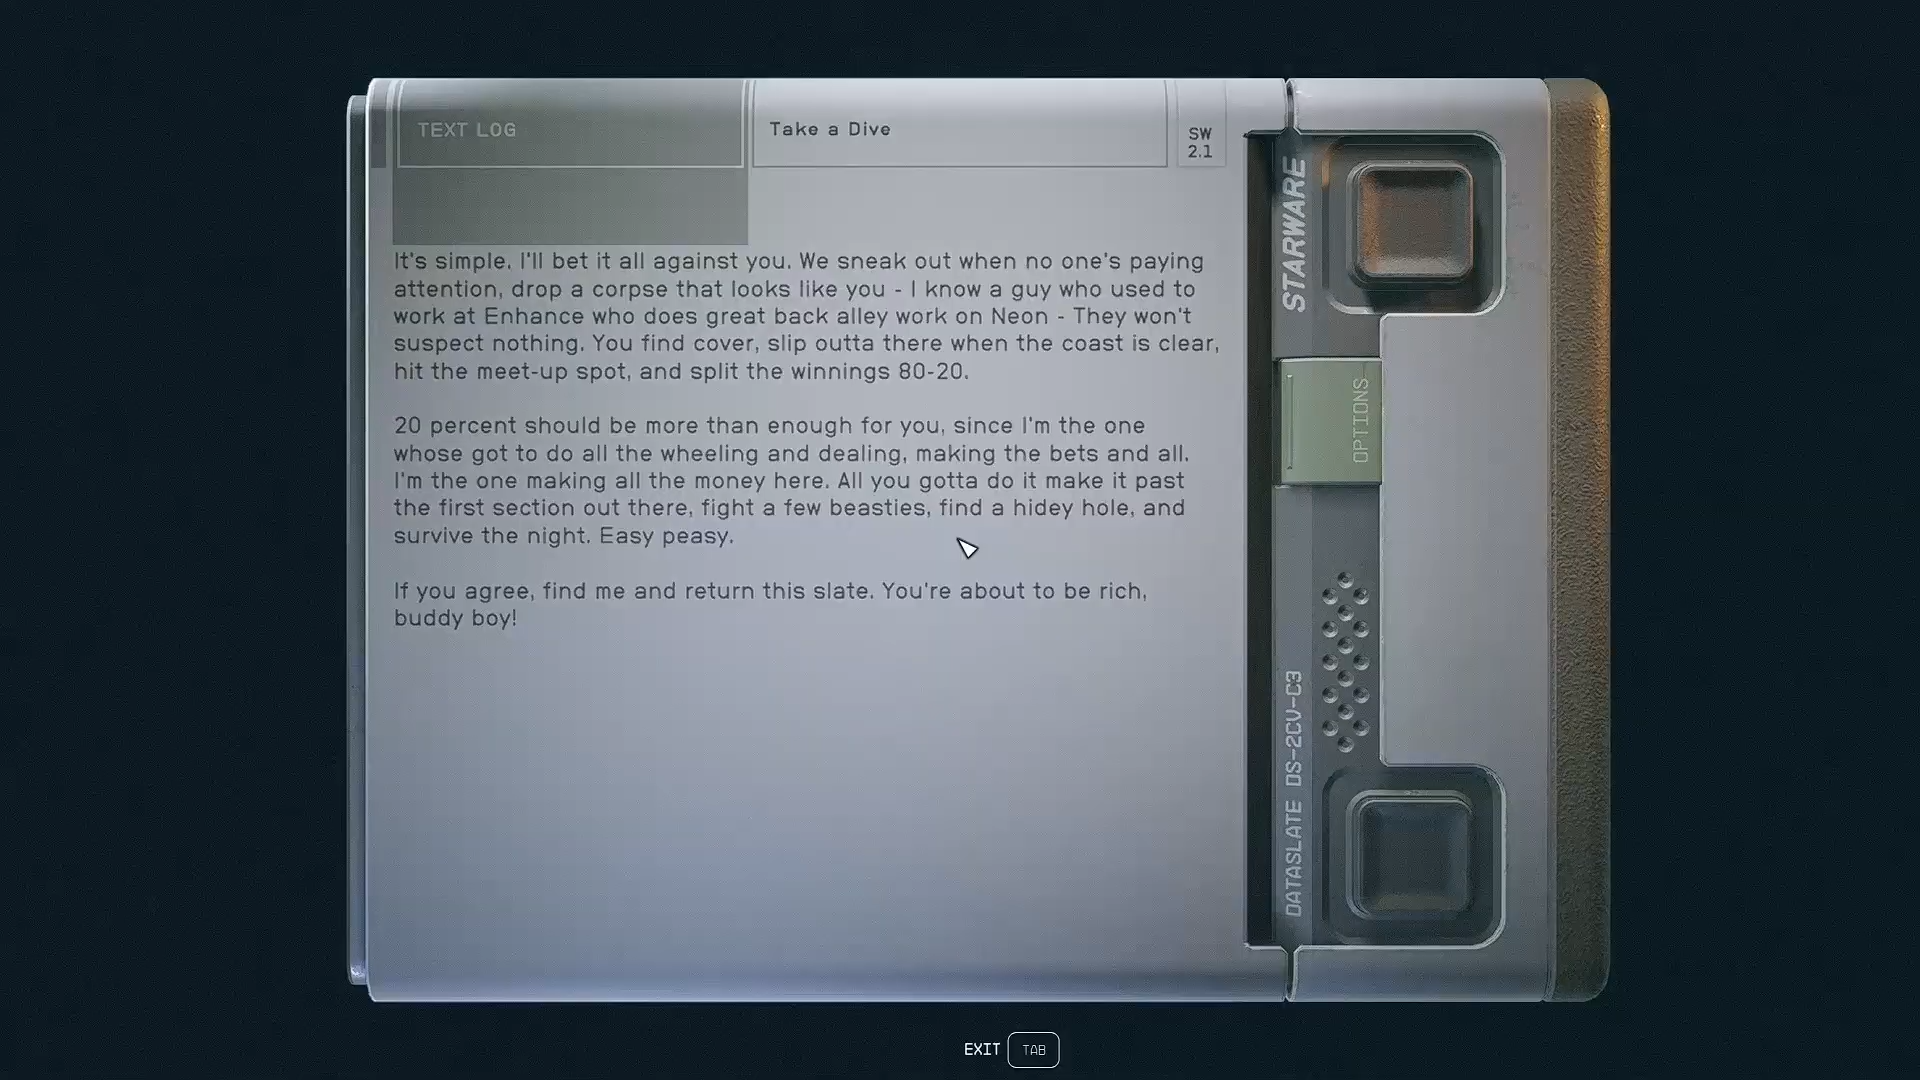 TEXT LOG
Take a Dive
SW
2.1
It's simple. I'll bet it all against you. We sneak out when no one's paying
attention, drop a corpse that looks like you - I know a guy who used to
work at Enhance who does great back alley work on Neon - They won't
suspect nothing. You find cover, slip outta there when the coast is clear,
hit the meet-up spot, and split the winnings 80-20.
20 percent should be more than enough for you, since I'm the one
whose got to do all the wheeling and dealing, making the bets and all.
I'm the one making all the money here. All you gotta do it make it past
the first section out there, fight a few beasties, find a hidey hole, and
survive the night. Easy peasy.
If you agree, find me and return this slate. You're about to be rich,
buddy boy!
STARWARE
OPTIONS
DATASLATE DS-2CV-C3
EXIT TAB